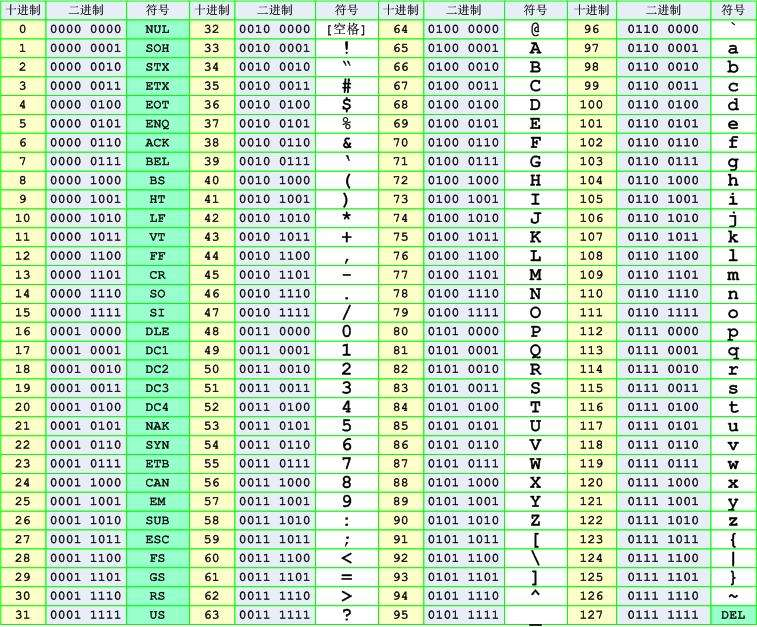 十进制 二进制 符号 十进制 二进制 符号 十进制 二进制 符号 十进制 二进制 符号
0 0000 0000 NUL 32 0010 0000 [空格] 64 0100 0000 @ 96 0110 0000 `
1 0000 0001 SOH 33 0010 0001 ! 65 0100 0001 A 97 0110 0001 a
2 0000 0010 STX 34 0010 0010 “ 66 0100 0010 B 98 0110 0010 b
3 0000 0011 ETX 35 0010 0011 # 67 0100 0011 C 99 0110 0011 c
4 0000 0100 EOT 36 0010 0100 $ 68 0100 0100 D 100 0110 0100 d
5 0000 0101 ENQ 37 0010 0101 % 69 0100 0101 E 101 0110 0101 e
6 0000 0110 ACK 38 0010 0110 & 70 0100 0110 F 102 0110 0110 f
7 0000 0111 BEL 39 0010 0111 ‵ 71 0100 0111 G 103 0110 0111 g
8 0000 1000 BS 40 0010 1000 ( 72 0100 1000 H 104 0110 1000 h
9 0000 1001 HT 41 0010 1001 ) 73 0100 1001 I 105 0110 1001 i
10 0000 1010 LF 42 0010 1010 * 74 0100 1010 J 106 0110 1010 j
11 0000 1011 VT 43 0010 1011 + 75 0100 1011 K 107 0110 1011 k
12 0000 1100 FF 44 0010 1100 , 76 0100 1100 L 108 0110 1100 l
13 0000 1101 CR 45 0010 1101 - 77 0100 1101 M 109 0110 1101 m
14 0000 1110 SO 46 0010 1110 . 78 0100 1110 N 110 0110 1110 n
15 0000 1111 SI 47 0010 1111 / 79 0100 1111 O 111 0110 1111 o
16 0001 0000 DLE 48 0011 0000 0 80 0101 0000 P 112 0111 0000 p
17 0001 0001 DC1 49 0011 0001 1 81 0101 0001 Q 113 0111 0001 q
18 0001 0010 DC2 50 0011 0010 2 82 0101 0010 R 114 0111 0010 r
19 0001 0011 DC3 51 0011 0011 3 83 0101 0011 S 115 0111 0011 s
20 0001 0100 DC4 52 0011 0100 4 84 0101 0100 T 116 0111 0100 t
21 0001 0101 NAK 53 0011 0101 5 85 0101 0101 U 117 0111 0101 u
22 0001 0110 SYN 54 0011 0110 6 86 0101 0110 V 118 0111 0110 v
23 0001 0111 ETB 55 0011 0111 7 87 0101 0111 W 119 0111 0111 w
24 0001 1000 CAN 56 0011 1000 8 88 0101 1000 X 120 0111 1000 x
25 0001 1001 EM 57 0011 1001 9 89 0101 1001 Y 121 0111 1001 y
26 0001 1010 SUB 58 0011 1010 : 90 0101 1010 Z 122 0111 1010 z
27 0001 1011 ESC 59 0011 1011 ; 91 0101 1011 [ 123 0111 1011 {
28 0001 1100 FS 60 0011 1100 < 92 0101 1100 \ 124 0111 1100 |
29 0001 1101 GS 61 0011 1101 = 93 0101 1101 ] 125 0111 1101 }
30 0001 1110 RS 62 0011 1110 > 94 0101 1110 ^ 126 0111 1110 ~
31 0001 1111 US 63 0011 1111 ? 95 0101 1111 _ 127 0111 1111 DEL